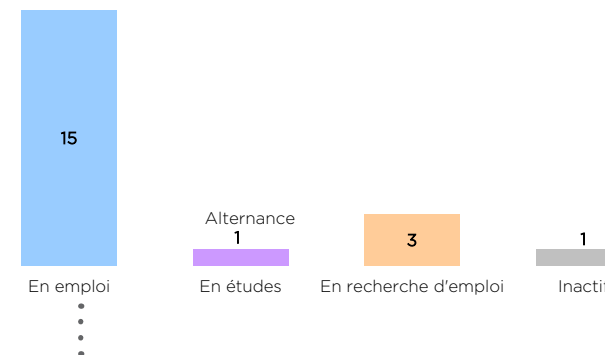 15
Alternance
1
3
1
En emploi
En études
En recherche d'emploi